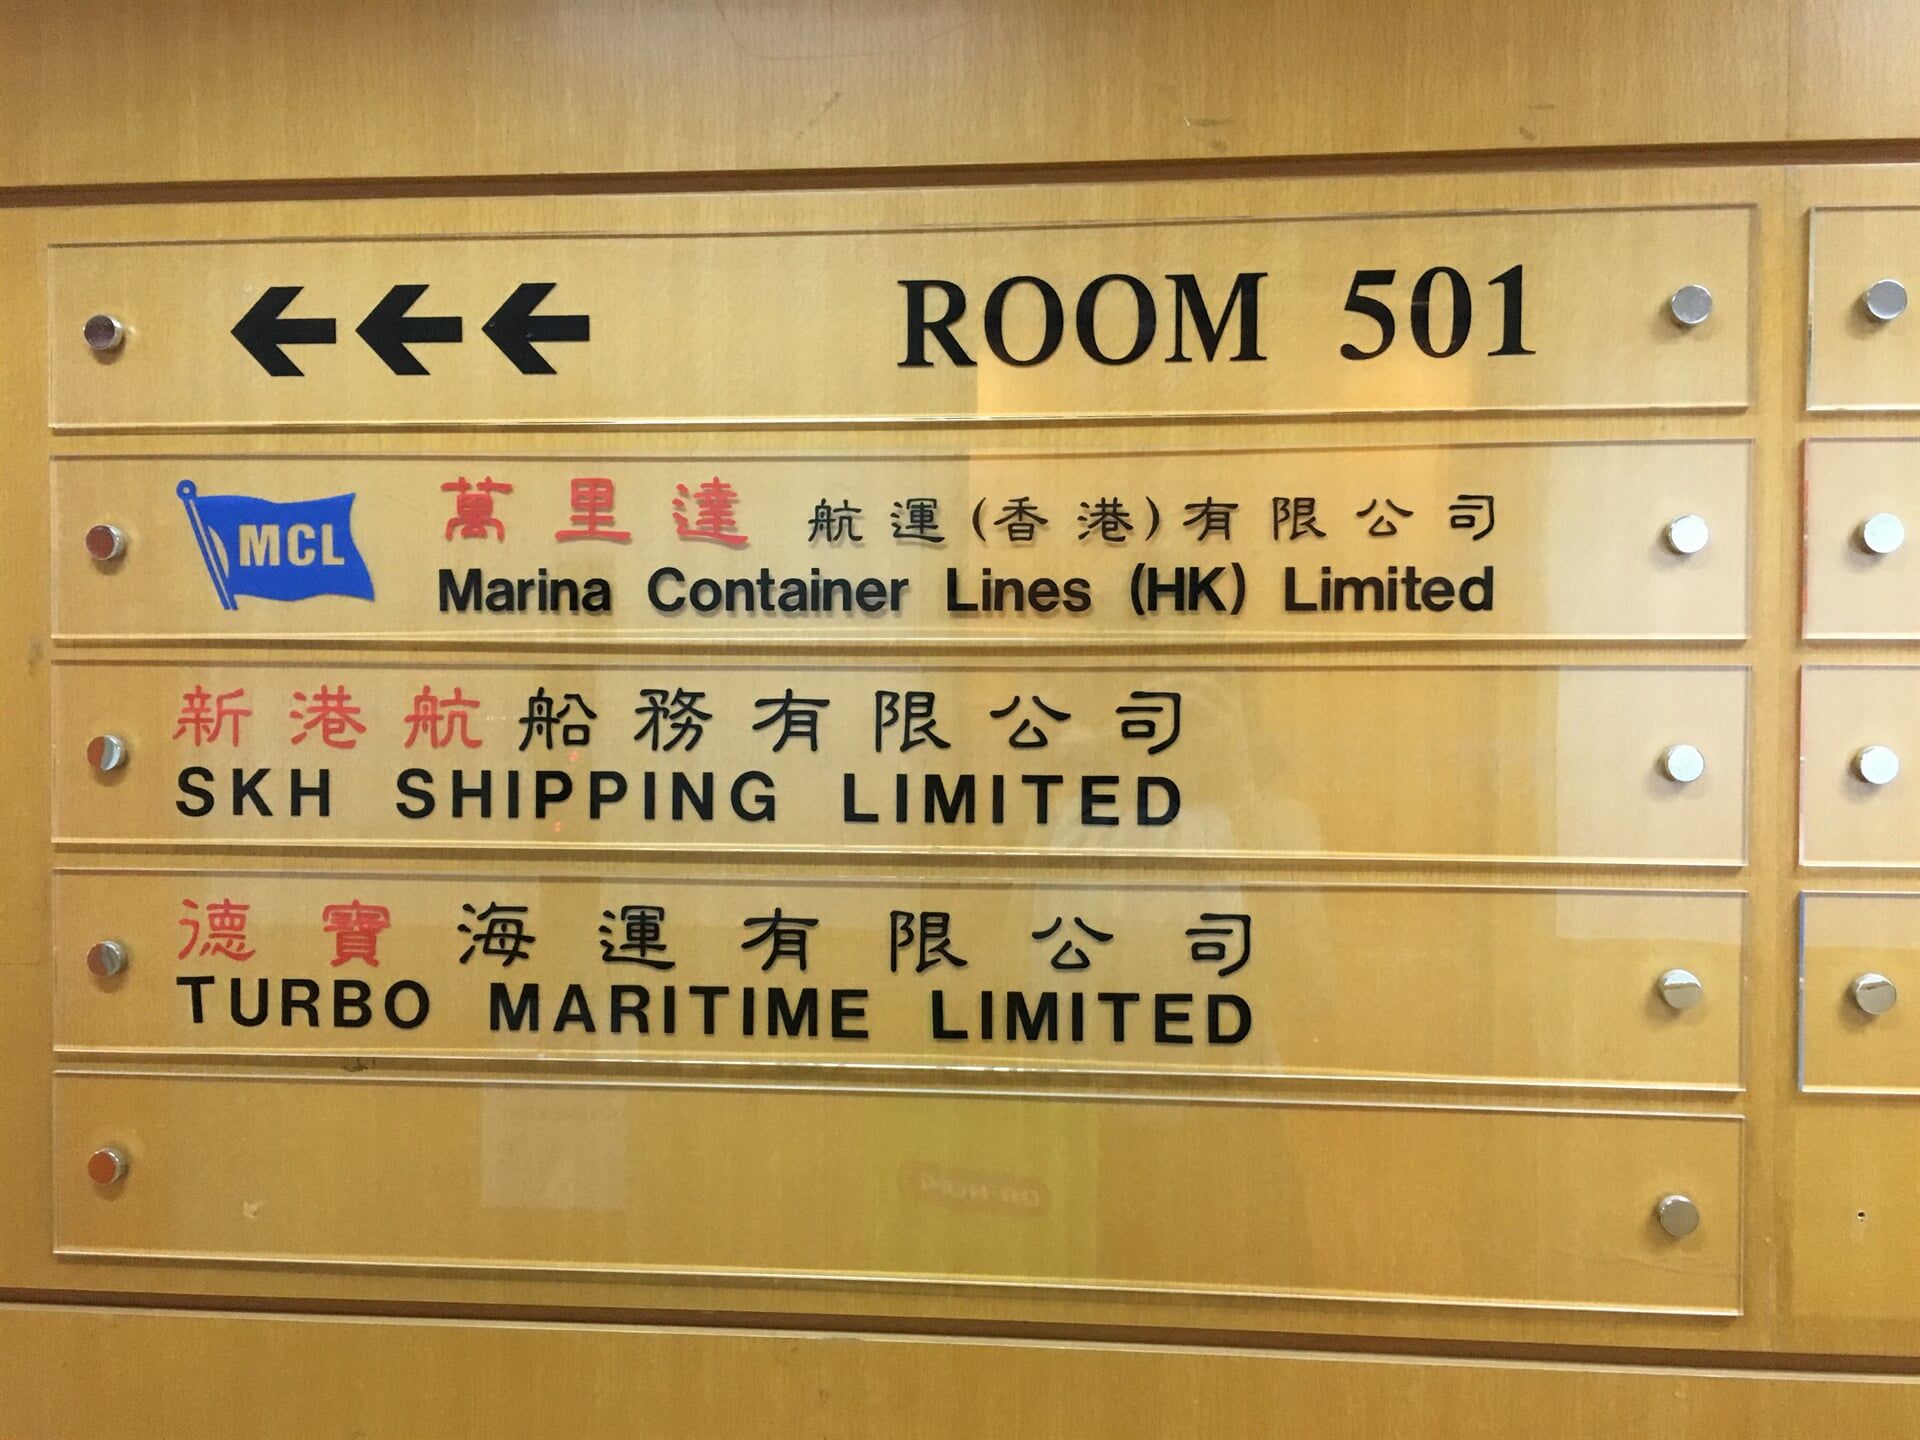 ←←← ROOM 501
MCL
萬里達 航運(香港)有限公司
Marina Container Lines (HK) Limited
新港航船務有限公司
SKH SHIPPING LIMITED
德寶海運有限公司
TURBO MARITIME LIMITED